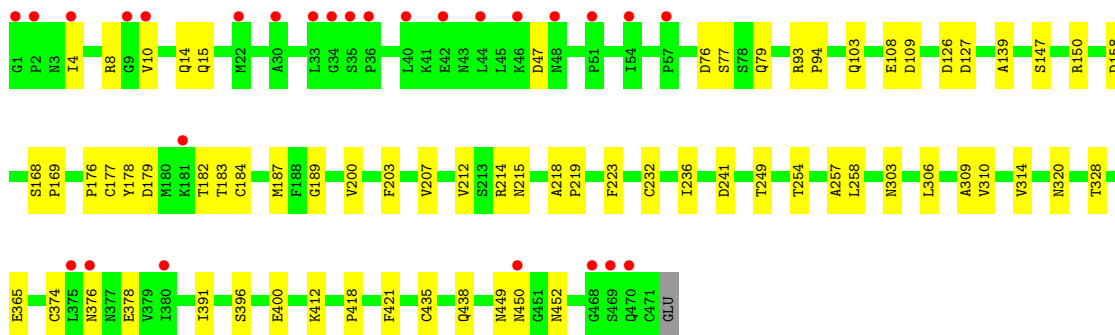 G1 P2 N3 I4 R8 G9 V10 Q14 Q15 M22 A30 L33 G34 S35 P36 L40 K41 E42 N43 L44 L45 K46 D47 N48 P51 I54 P57 D76 S77 S78 Q79 R93 P94 Q103 E108 D109 D126 D127 A139 S147 R150 D158
S168 P169 P176 C177 Y178 D179 M180 K181 T182 T183 C184 M187 F188 G189 V200 F203 V207 V212 S213 R214 N215 A218 P219 F223 C232 I236 D241 T249 T254 A257 L258 N303 L306 A309 V310 V314 N320 T328
E365 C374 L375 N376 N377 E378 V379 I380 I391 S396 E400 K412 P418 F421 C435 Q438 N449 N450 G451 N452 G468 S469 Q470 C471 GLU